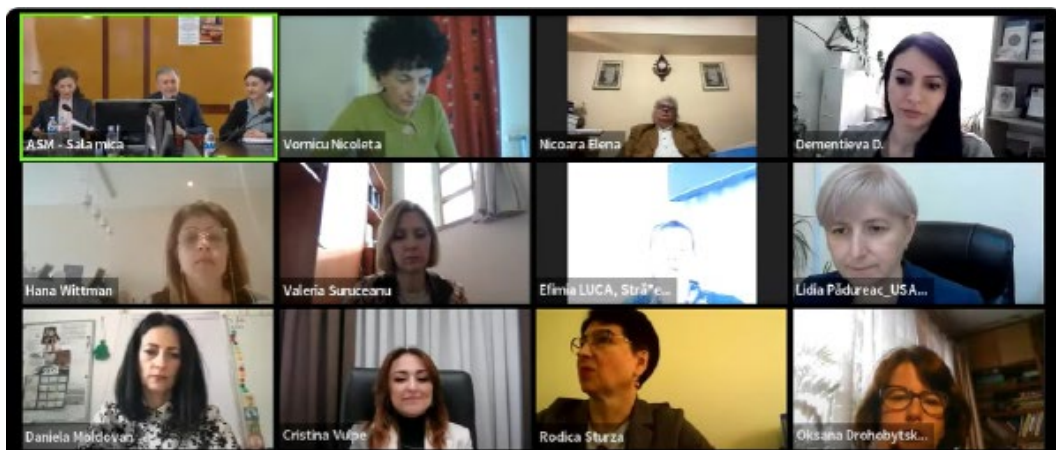 ASM - Sala mica
Vornicu Nicoleta
Nicoara Elena
Dementieva D.
Hana Wittman
Valeria Suruceanu
Efimia LUCA, Stră*e...
Lidia Pădureac_USA...
Daniela Moldovan
Cristina Vulpe
Rodica Sturza
Oksana Drohobytsk...